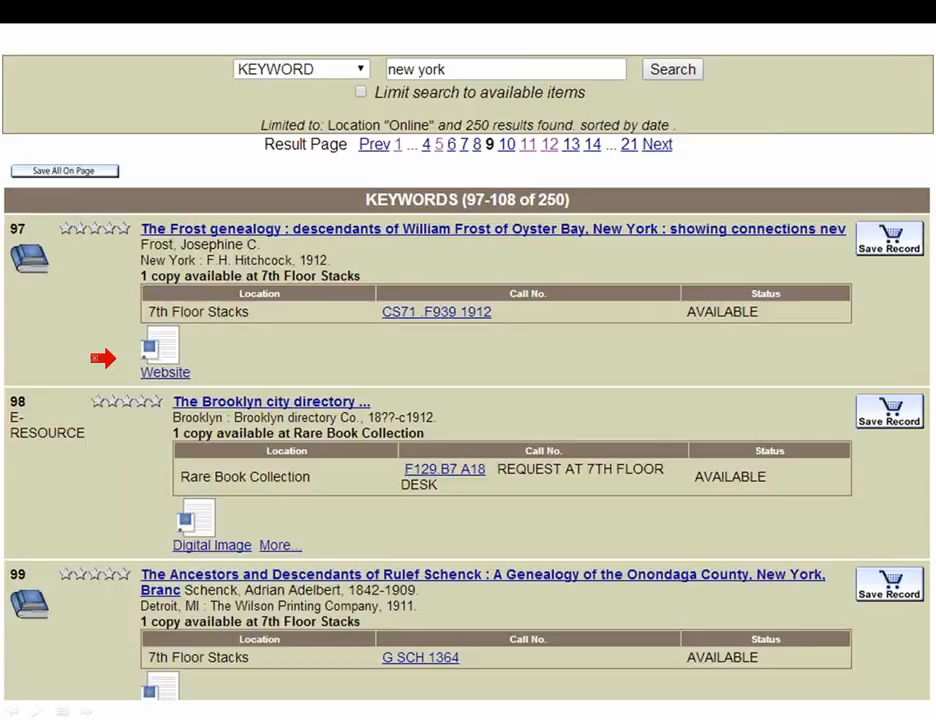 KEYWORD new york Search
Limit search to available items
Limited to: Location "Online" and 250 results found. sorted by date .
Result Page Prev 1 ... 4 5 6 7 8 9 10 11 12 13 14 ... 21 Next
Save All On Page
KEYWORDS (97-108 of 250)
97 The Frost genealogy : descendants of William Frost of Oyster Bay, New York : showing connections nev
Frost, Josephine C.
New York : F.H. Hitchcock, 1912.
1 copy available at 7th Floor Stacks
Save Record
Location Call No. Status
7th Floor Stacks CS71 .F939 1912 AVAILABLE
Website
98 The Brooklyn city directory ...
E-RESOURCE
Brooklyn : Brooklyn directory Co., 18??-c1912.
1 copy available at Rare Book Collection
Save Record
Location Call No. Status
Rare Book Collection F129.B7 A18 REQUEST AT 7TH FLOOR DESK AVAILABLE
Digital Image More...
99 The Ancestors and Descendants of Rulef Schenck : A Genealogy of the Onondaga County, New York,
Branc Schenck, Adrian Adelbert, 1842-1909.
Detroit, MI : The Wilson Printing Company, 1911.
1 copy available at 7th Floor Stacks
Save Record
Location Call No. Status
7th Floor Stacks G SCH 1364 AVAILABLE